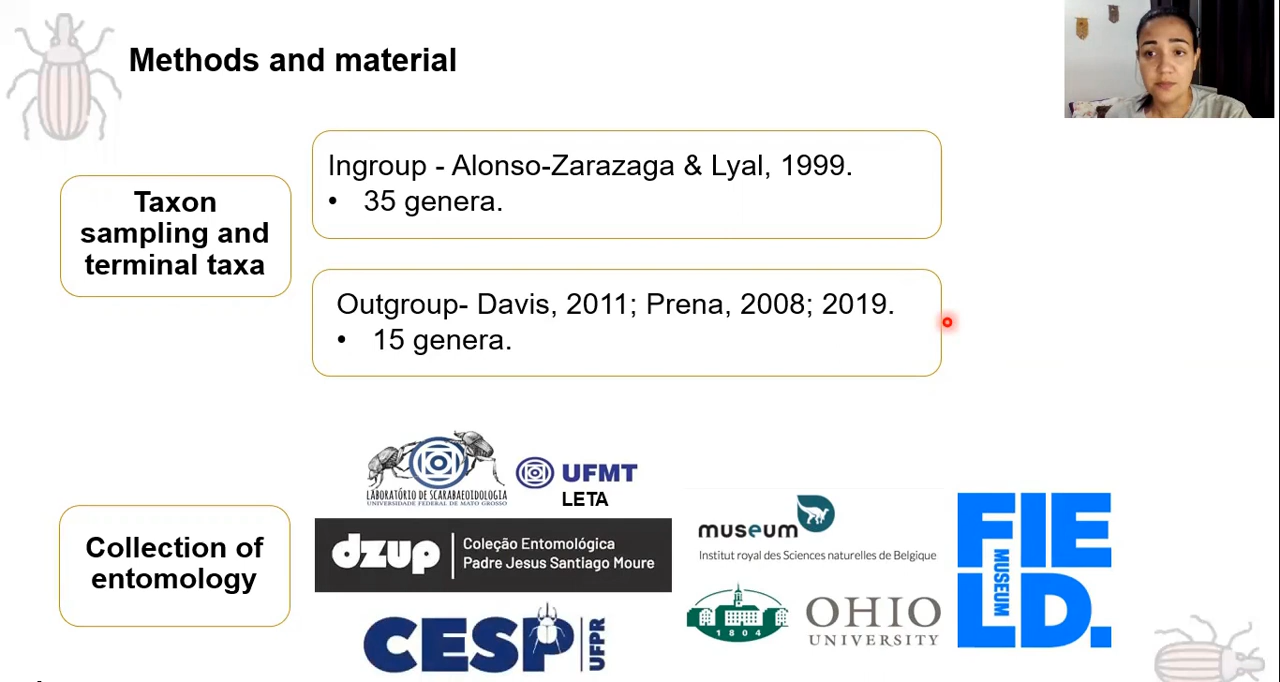 Methods and material
Taxon
sampling and
terminal taxa
Ingroup - Alonso-Zarazaga & Lyal, 1999.
• 35 genera.
Outgroup- Davis, 2011; Prena, 2008; 2019.
• 15 genera.
Collection of
entomology
LABORATÓRIO DE SCARABAEOIDOLOGIA
UNIVERSIDADE FEDERAL DE MATO GROSSO
UFMT
LETA
dzup
Coleção Entomológica
Padre Jesus Santiago Moure
CESP
UFPR
museum
Institut royal des Sciences naturelles de Belgique
1804
OHIO
UNIVERSITY
FIE
LD.
MUSEUM